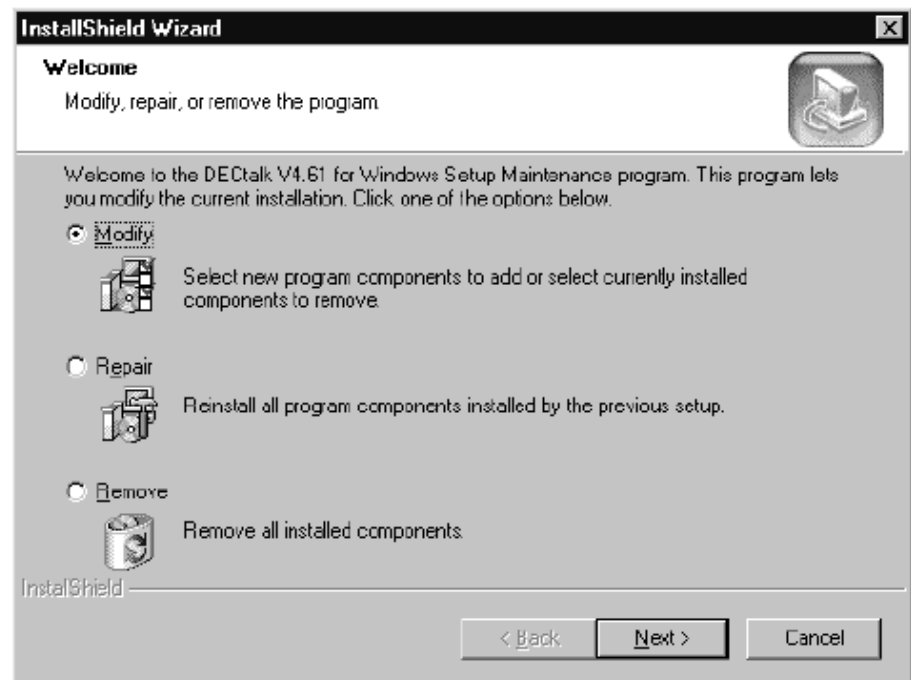 InstallShield Wizard
Welcome
Modify, repair, or remove the program.
Welcome to the DECtalk V4.61 for Windows Setup Maintenance program. This program lets
you modify the current installation. Click one of the options below.
Modify
Select new program components to add or select currently installed
components to remove.
Repair
Reinstall all program components installed by the previous setup.
Remove
Remove all installed components.
InstallShield
< Back
Next >
Cancel